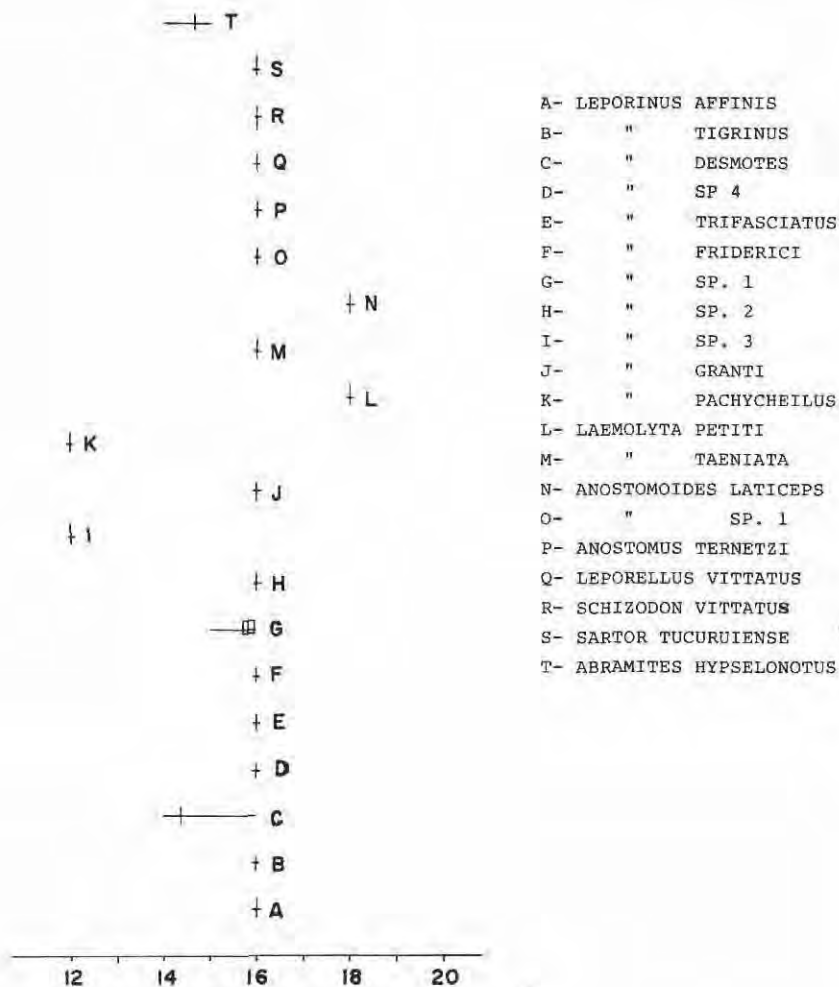 T
S
R
Q
P
O
N
M
L
K
J
I
H
G
F
E
D
C
B
A
12 14 16 18 20
A- LEPORINUS AFFINIS
B- " TIGRINUS
C- " DESMOTES
D- " SP 4
E- " TRIFASCIATUS
F- " FRIDERICI
G- " SP. 1
H- " SP. 2
I- " SP. 3
J- " GRANTI
K- " PACHYCHEILUS
L- LAEMOLYTA PETITI
M- " TAENIATA
N- ANOSTOMOIDES LATICEPS
O- " SP. 1
P- ANOSTOMUS TERNETZI
Q- LEPORELLUS VITTATUS
R- SCHIZODON VITTATUS
S- SARTOR TUCURUIENSE
T- ABRAMITES HYPSELONOTUS